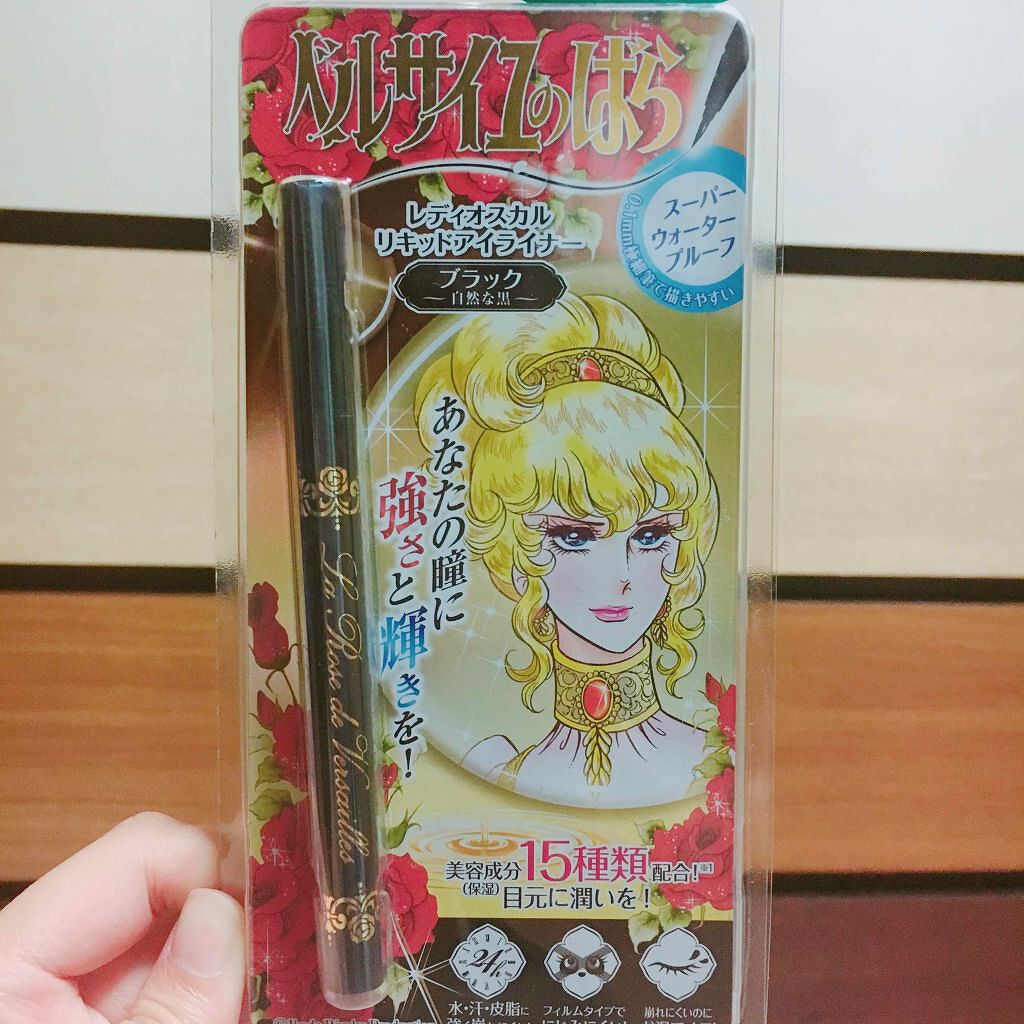 ベルサイユのばら
レディオスカル
リキッドアイライナー
ブラック
自然な黒
スーパー
ウォーター
プルーフ
で描きやすい
あなたの瞳に
強さと輝きを!
La Rose de Versailles
美容成分15種類配合!※1
(保湿)目元に潤いを!
24h
水・汗・皮脂に
フィルムタイプで
崩れにくいのに